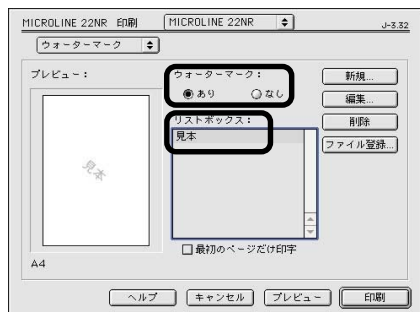 MICROLINE 22NR 印刷 MICROLINE 22NR J-3.32
ウォーターマーク
プレビュー：
見本
A4
ウォーターマーク：
あり なし
リストボックス：
見本
最初のページだけ印字
新規...
編集...
削除
ファイル登録...
ヘルプ キャンセル プレビュー 印刷